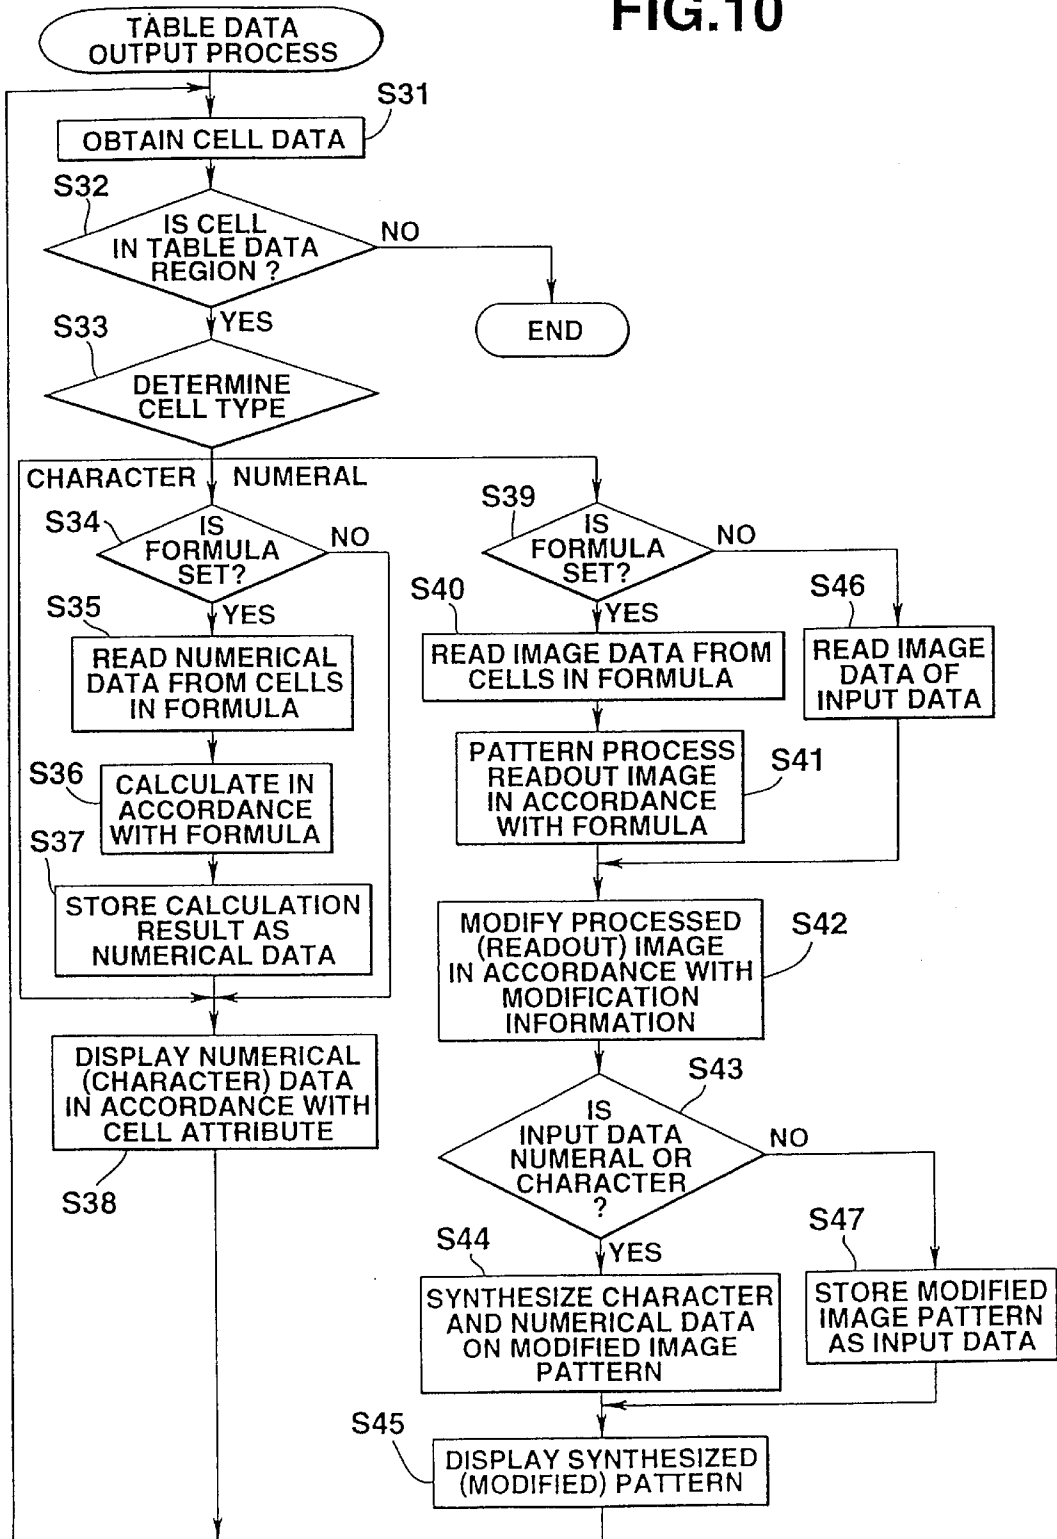 FIG.10
TABLE DATA
OUTPUT PROCESS
S31
OBTAIN CELL DATA
S32
IS CELL
IN TABLE DATA
REGION ?
NO
END
YES
S33
DETERMINE
CELL TYPE
CHARACTER
NUMERAL
S34
IS
FORMULA
SET?
NO
YES
S35
READ NUMERICAL
DATA FROM CELLS
IN FORMULA
S36
CALCULATE IN
ACCORDANCE
WITH FORMULA
S37
STORE CALCULATION
RESULT AS
NUMERICAL DATA
DISPLAY NUMERICAL
(CHARACTER) DATA
IN ACCORDANCE WITH
CELL ATTRIBUTE
S38
S39
IS
FORMULA
SET?
NO
YES
S40
READ IMAGE DATA FROM
CELLS IN FORMULA
S46
READ IMAGE
DATA OF
INPUT DATA
PATTERN PROCESS
READOUT IMAGE
IN ACCORDANCE
WITH FORMULA
S41
MODIFY PROCESSED
(READOUT) IMAGE
IN ACCORDANCE WITH
MODIFICATION
INFORMATION
S42
S43
IS
INPUT DATA
NUMERAL OR
CHARACTER
?
NO
YES
S44
SYNTHESIZE CHARACTER
AND NUMERICAL DATA
ON MODIFIED IMAGE
PATTERN
S47
STORE MODIFIED
IMAGE PATTERN
AS INPUT DATA
S45
DISPLAY SYNTHESIZED
(MODIFIED) PATTERN